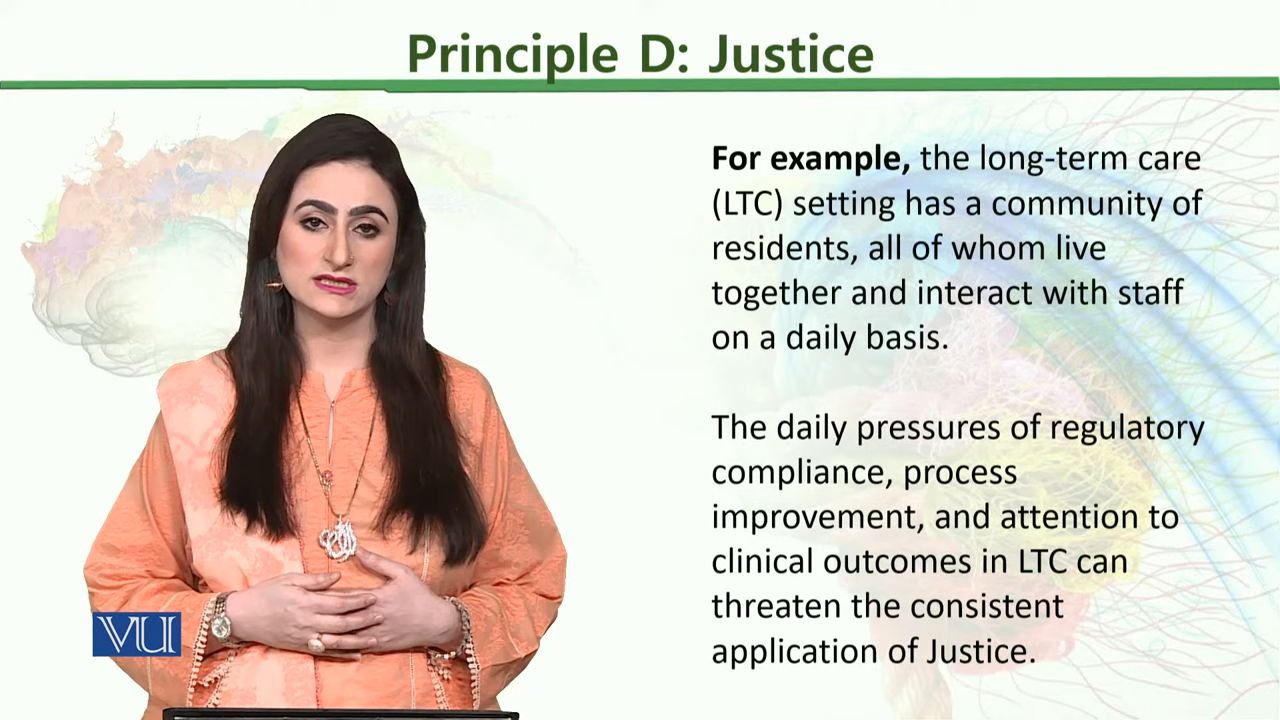 Principle D: Justice
For example, the long-term care
(LTC) setting has a community of
residents, all of whom live
together and interact with staff
on a daily basis.
The daily pressures of regulatory
compliance, process
improvement, and attention to
clinical outcomes in LTC can
threaten the consistent
application of Justice.
VU